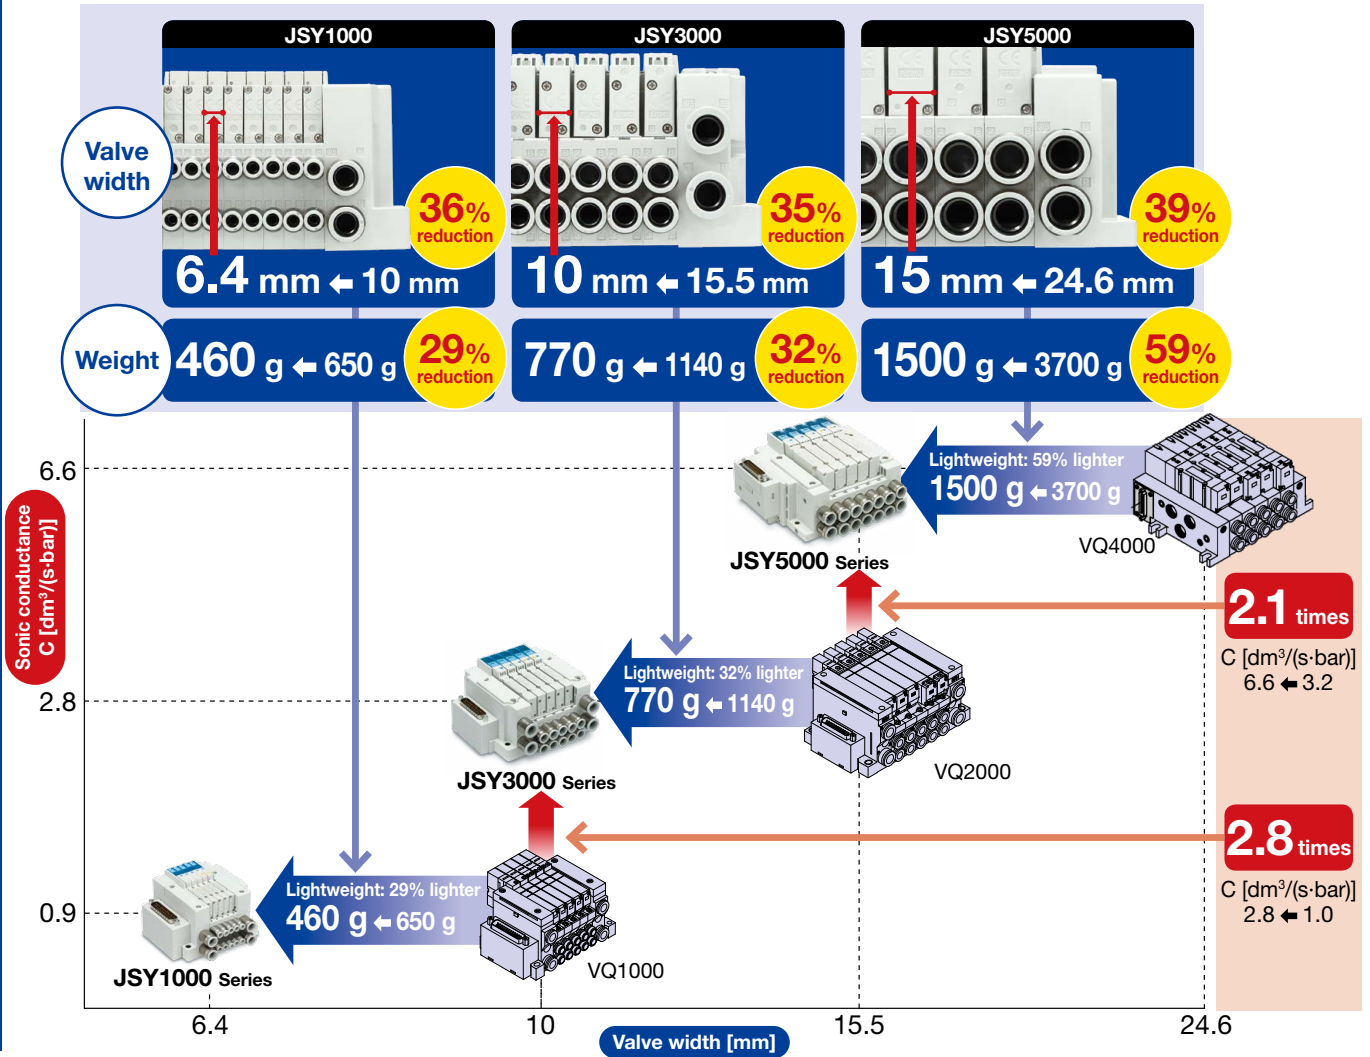 JSY1000
JSY3000
JSY5000
Valve
width
36%
reduction
35%
reduction
39%
reduction
6.4 mm ← 10 mm
10 mm ← 15.5 mm
15 mm ← 24.6 mm
Weight
460 g ← 650 g
29%
reduction
770 g ← 1140 g
32%
reduction
1500 g ← 3700 g
59%
reduction
Sonic conductance
C [dm³/(s·bar)]
6.6
2.8
0.9
Lightweight: 59% lighter
1500 g ← 3700 g
JSY5000 Series
VQ4000
2.1 times
C [dm³/(s·bar)]
6.6 ← 3.2
Lightweight: 32% lighter
770 g ← 1140 g
JSY3000 Series
VQ2000
2.8 times
C [dm³/(s·bar)]
2.8 ← 1.0
Lightweight: 29% lighter
460 g ← 650 g
JSY1000 Series
VQ1000
6.4
10
15.5
24.6
Valve width [mm]